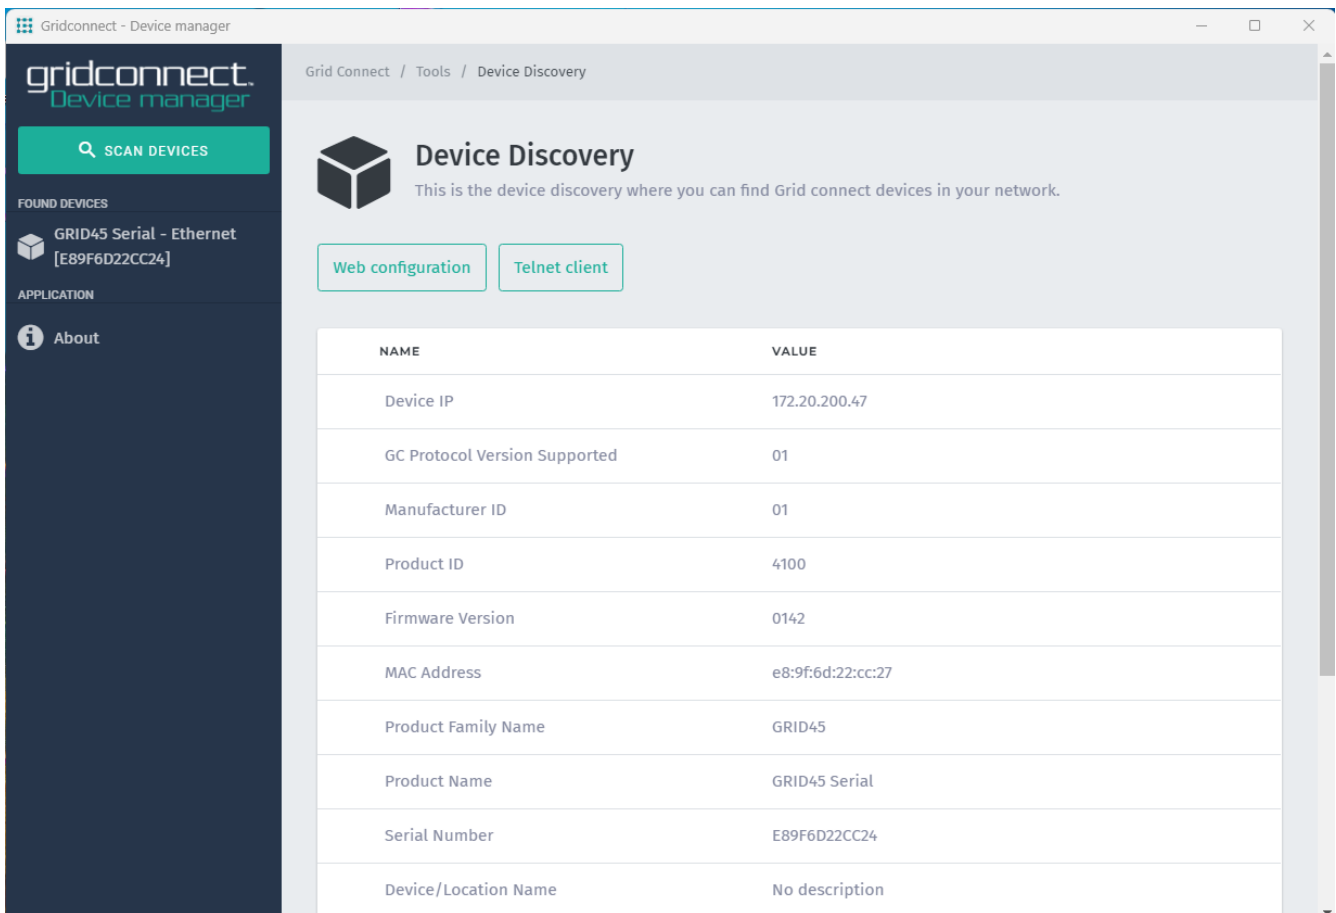 Gridconnect - Device manager
gridconnect™
Device manager
SCAN DEVICES
FOUND DEVICES
GRID45 Serial - Ethernet
[E89F6D22CC24]
APPLICATION
About
Grid Connect / Tools / Device Discovery
Device Discovery
This is the device discovery where you can find Grid connect devices in your network.
Web configuration Telnet client
NAME VALUE
Device IP 172.20.200.47
GC Protocol Version Supported 01
Manufacturer ID 01
Product ID 4100
Firmware Version 0142
MAC Address e8:9f:6d:22:cc:27
Product Family Name GRID45
Product Name GRID45 Serial
Serial Number E89F6D22CC24
Device/Location Name No description